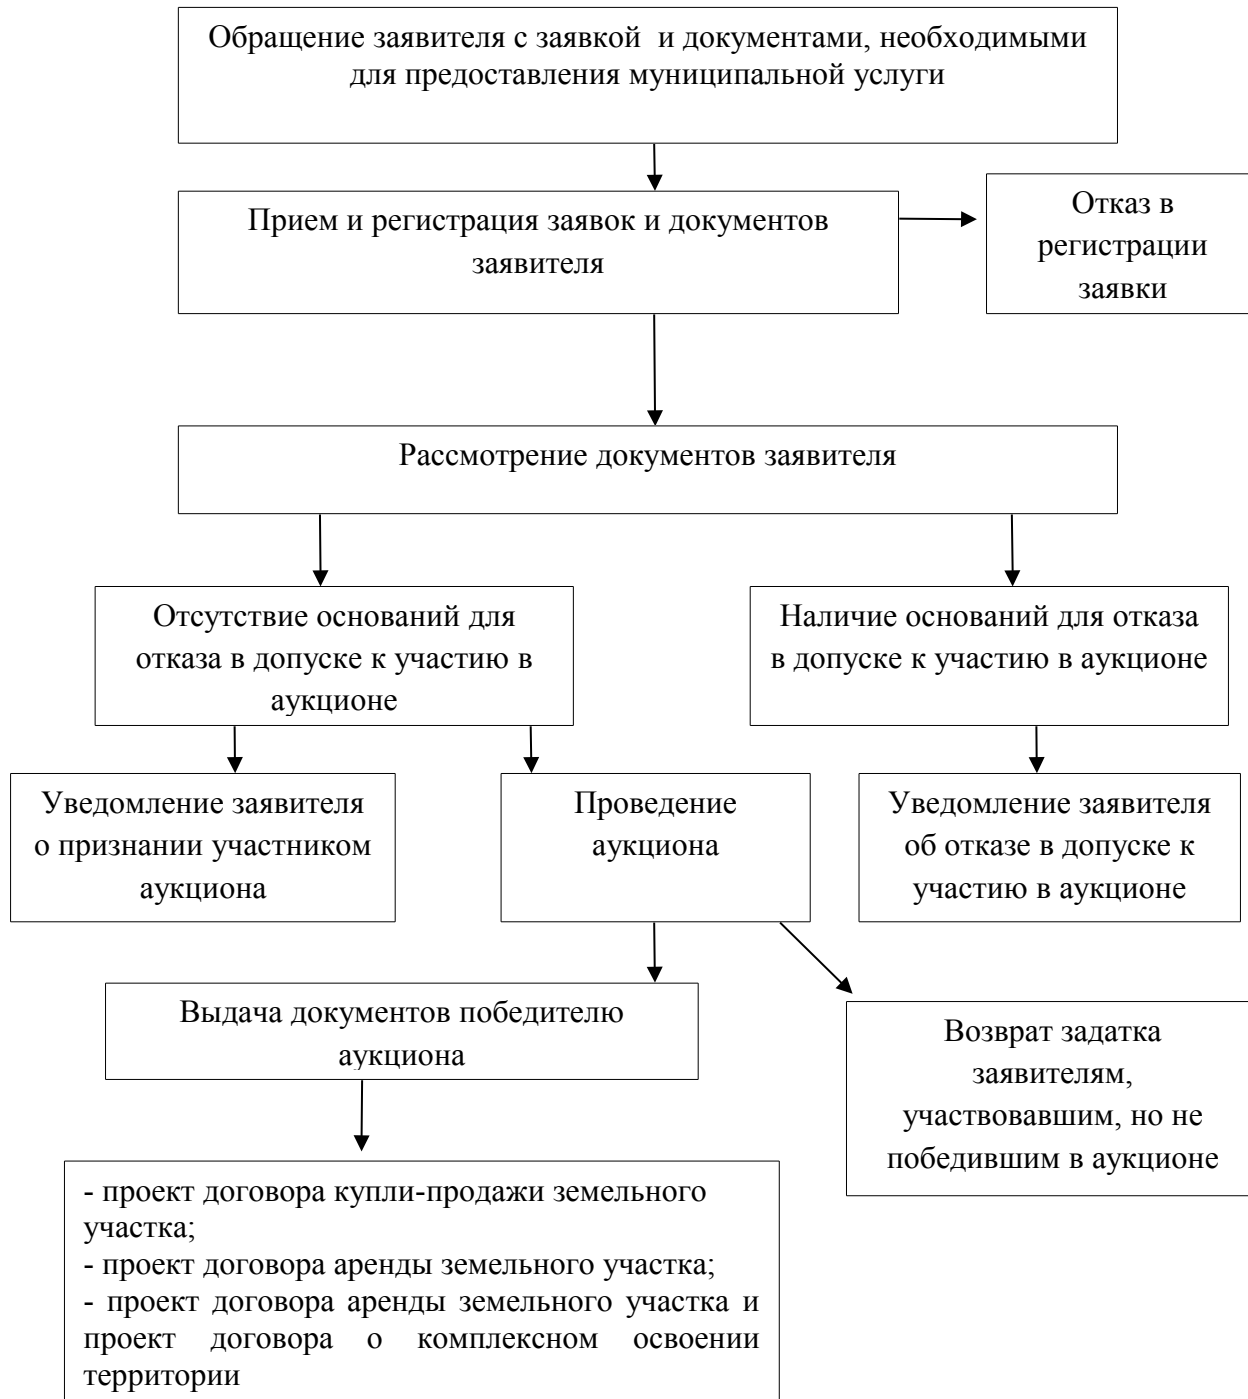 Обращение заявителя с заявкой и документами, необходимыми
для предоставления муниципальной услуги
Прием и регистрация заявок и документов
заявителя
Отказ в
регистрации
заявки
Рассмотрение документов заявителя
Отсутствие оснований для
отказа в допуске к участию в
аукционе
Наличие оснований для отказа
в допуске к участию в аукционе
Уведомление заявителя
о признании участником
аукциона
Проведение
аукциона
Уведомление заявителя
об отказе в допуске к
участию в аукционе
Выдача документов победителю
аукциона
Возврат задатка
заявителям,
участвовавшим, но не
победившим в аукционе
- проект договора купли-продажи земельного
участка;
- проект договора аренды земельного участка;
- проект договора аренды земельного участка и
проект договора о комплексном освоении
территории